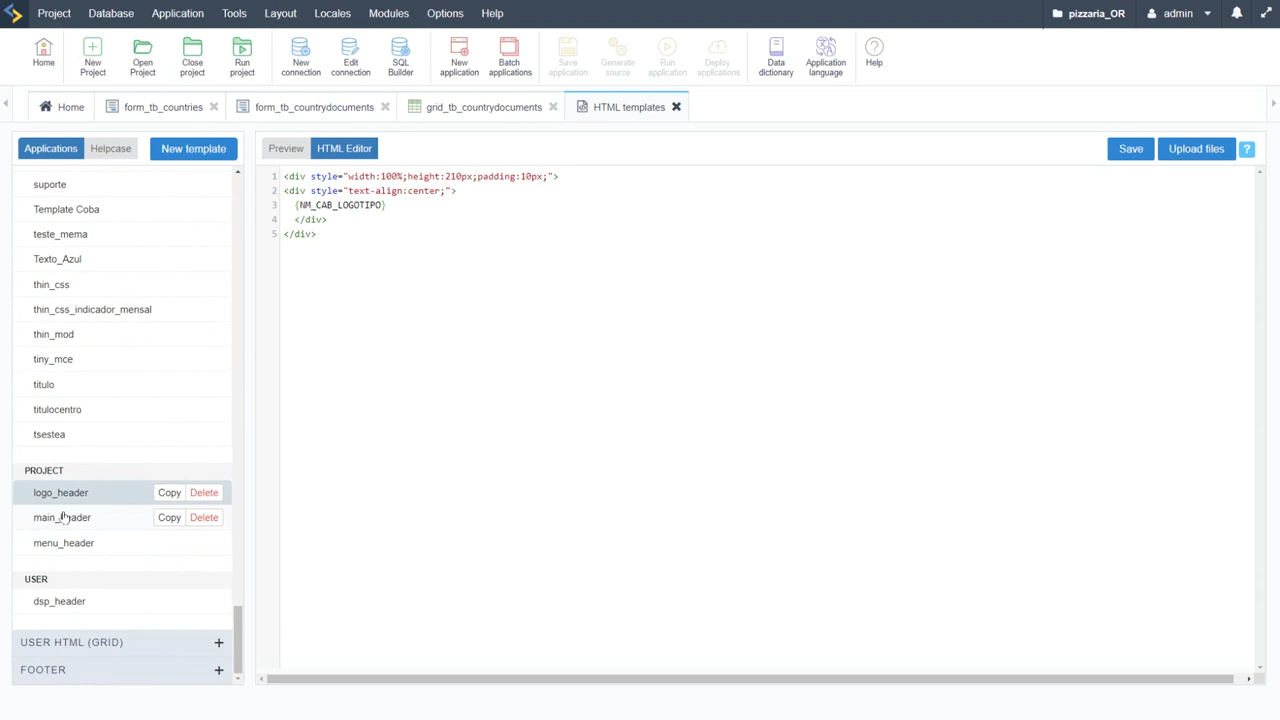 Project Database Application Tools Layout Locales Modules Options Help pizzaria_OR admin
Home New Project Open Project Close project Run project New connection Edit connection SQL Builder New application Batch applications Save application Generate source Run application Deploy applications Data dictionary Application language Help
Home form_tb_countries form_tb_countrydocuments grid_tb_countrydocuments HTML templates
Applications Helpcase New template Preview HTML Editor Save Upload files ?
suporte
Template Coba
teste_mema
Texto_Azul
thin_css
thin_css_indicador_mensal
thin_mod
tiny_mce
titulo
titulocentro
tsestea
PROJECT
logo_header Copy Delete
main_header Copy Delete
menu_header
USER
dsp_header
USER HTML (GRID) +
FOOTER +
1 <div style="width:100%;height:210px;padding:10px;">
2 <div style="text-align:center;">
3 {NM_CAB_LOGOTIPO}
4 </div>
5 </div>